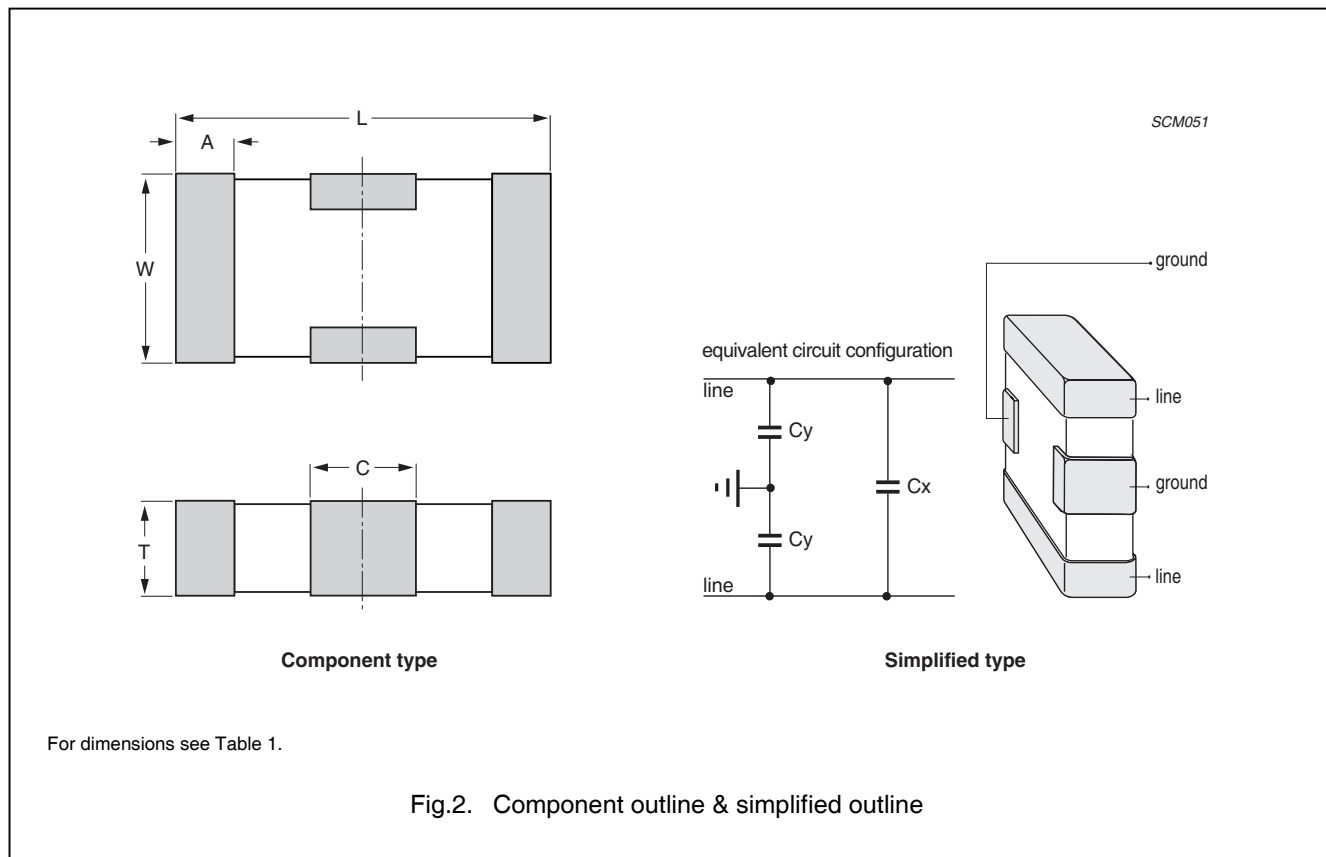 L
A
SCM051
W
ground
equivalent circuit configuration
line
line
Cy
C
Cx
ground
T
Cy
line
line
Component type
Simplified type
For dimensions see Table 1.
Fig.2. Component outline & simplified outline